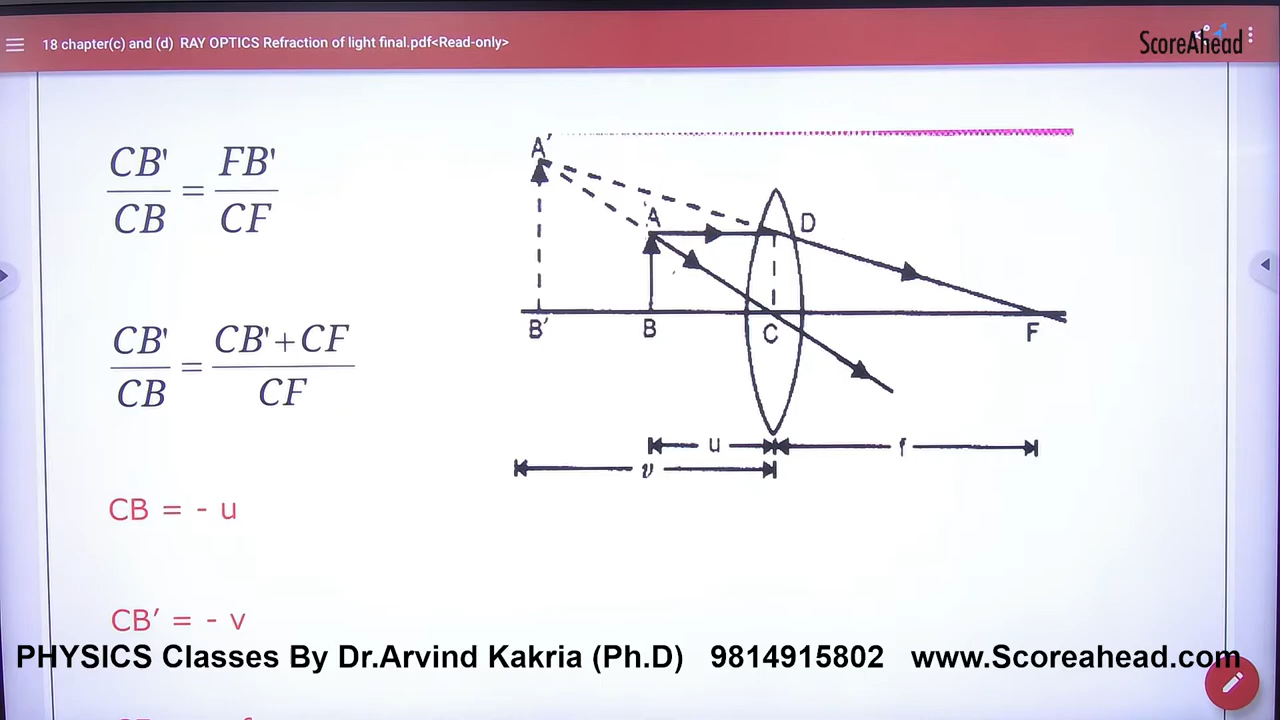 18 chapter(c) and (d) RAY OPTICS Refraction of light final.pdf<Read-only>
ScoreAhead
CB' / CB = FB' / CF
CB' / CB = CB' + CF / CF
CB = - u
CB′ = - v
A′
A
D
B′
B
C
F
u
f
v
PHYSICS Classes By Dr.Arvind Kakria (Ph.D) 9814915802 www.Scoreahead.com